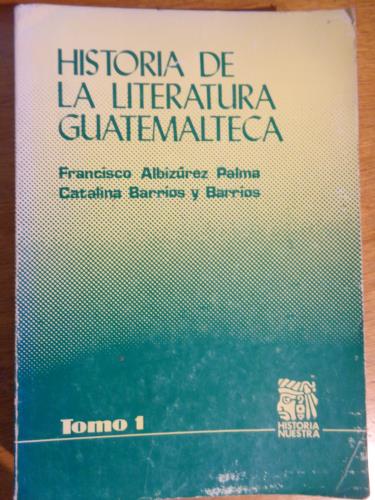 HISTORIA DE
LA LITERATURA
GUATEMALTECA
Francisco Albizúrez Palma
Catalina Barrios y Barrios
Tomo 1
HISTORIA
NUESTRA